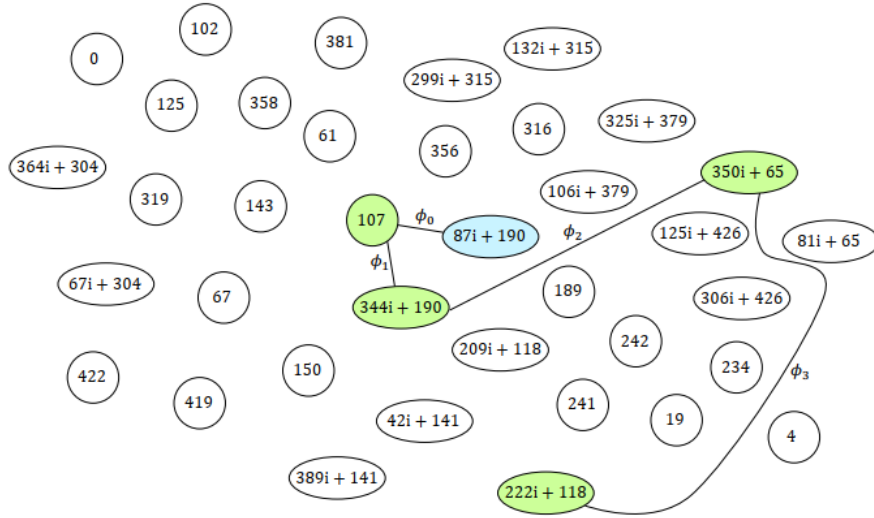 102
381
132i + 315
0
299i + 315
125
358
316
325i + 379
61
356
364i + 304
350i + 65
319
143
106i + 379
107
ϕ₀
87i + 190
ϕ₂
125i + 426
81i + 65
ϕ₁
67i + 304
67
344i + 190
189
306i + 426
209i + 118
242
422
150
234
ϕ₃
419
42i + 141
241
19
4
389i + 141
222i + 118